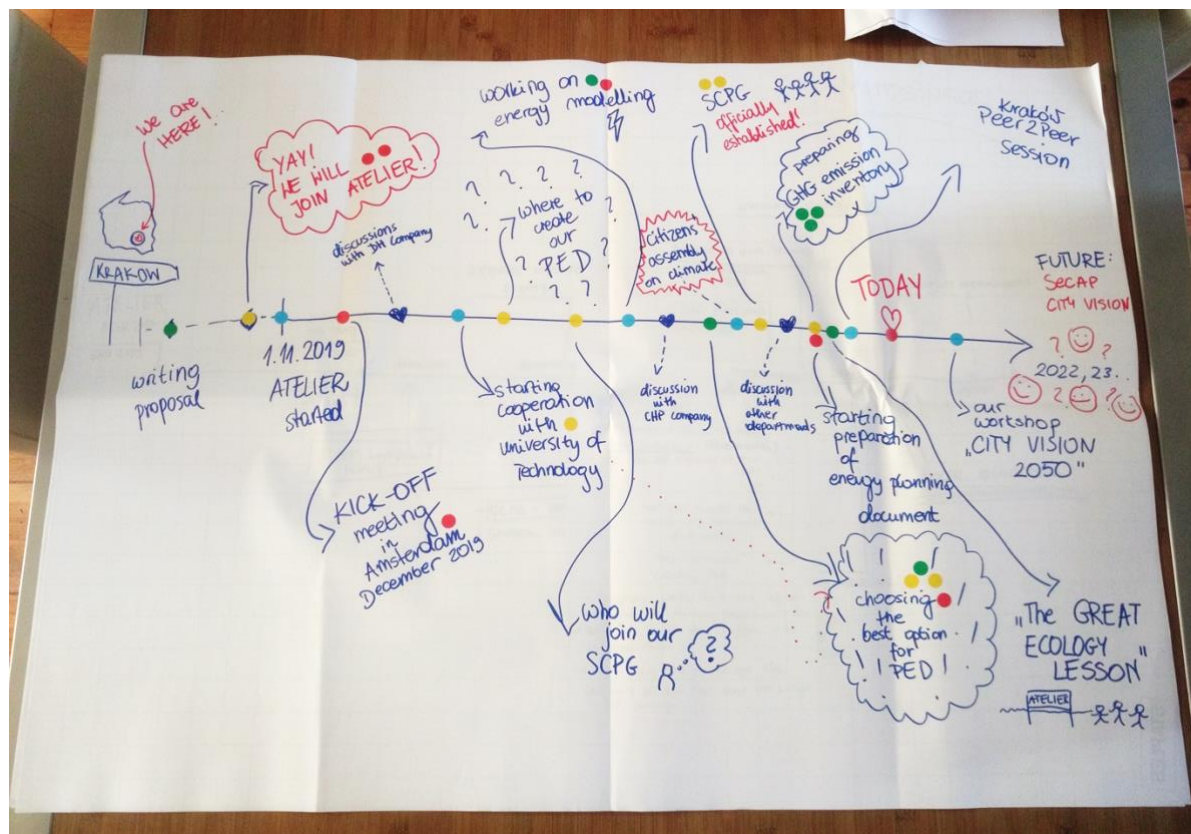 we are
HERE!
KRAKOW
writing
proposal
YAY!
WE WILL
JOIN ATELIER!
1.11.2019
ATELIER
started
discussions
with DH company
KICK-OFF
meeting
in
Amsterdam
December 2019
working on
energy modelling
? ? ? ?
? ?
where to
create
our
? PED ?
? ?
starting
cooperation
with
University of
Technology
who will
join our
SCPG
?
Citizens
assembly
on climate
discussion
with
CHP company
SCPG
officially
established!
discussion
with
other
departments
preparing
GHG emission
inventory
starting
preparation
of
energy planning
document
! ! ! /
choosing /
the
best option
for
! ! PED !
Kraków
Peer2Peer
Session
TODAY
„The GREAT
ECOLOGY
LESSON"
ATELIER
our
workshop
„CITY VISION
2050"
FUTURE:
SECAP
CITY VISION
? ?
2022, 23..
? ?